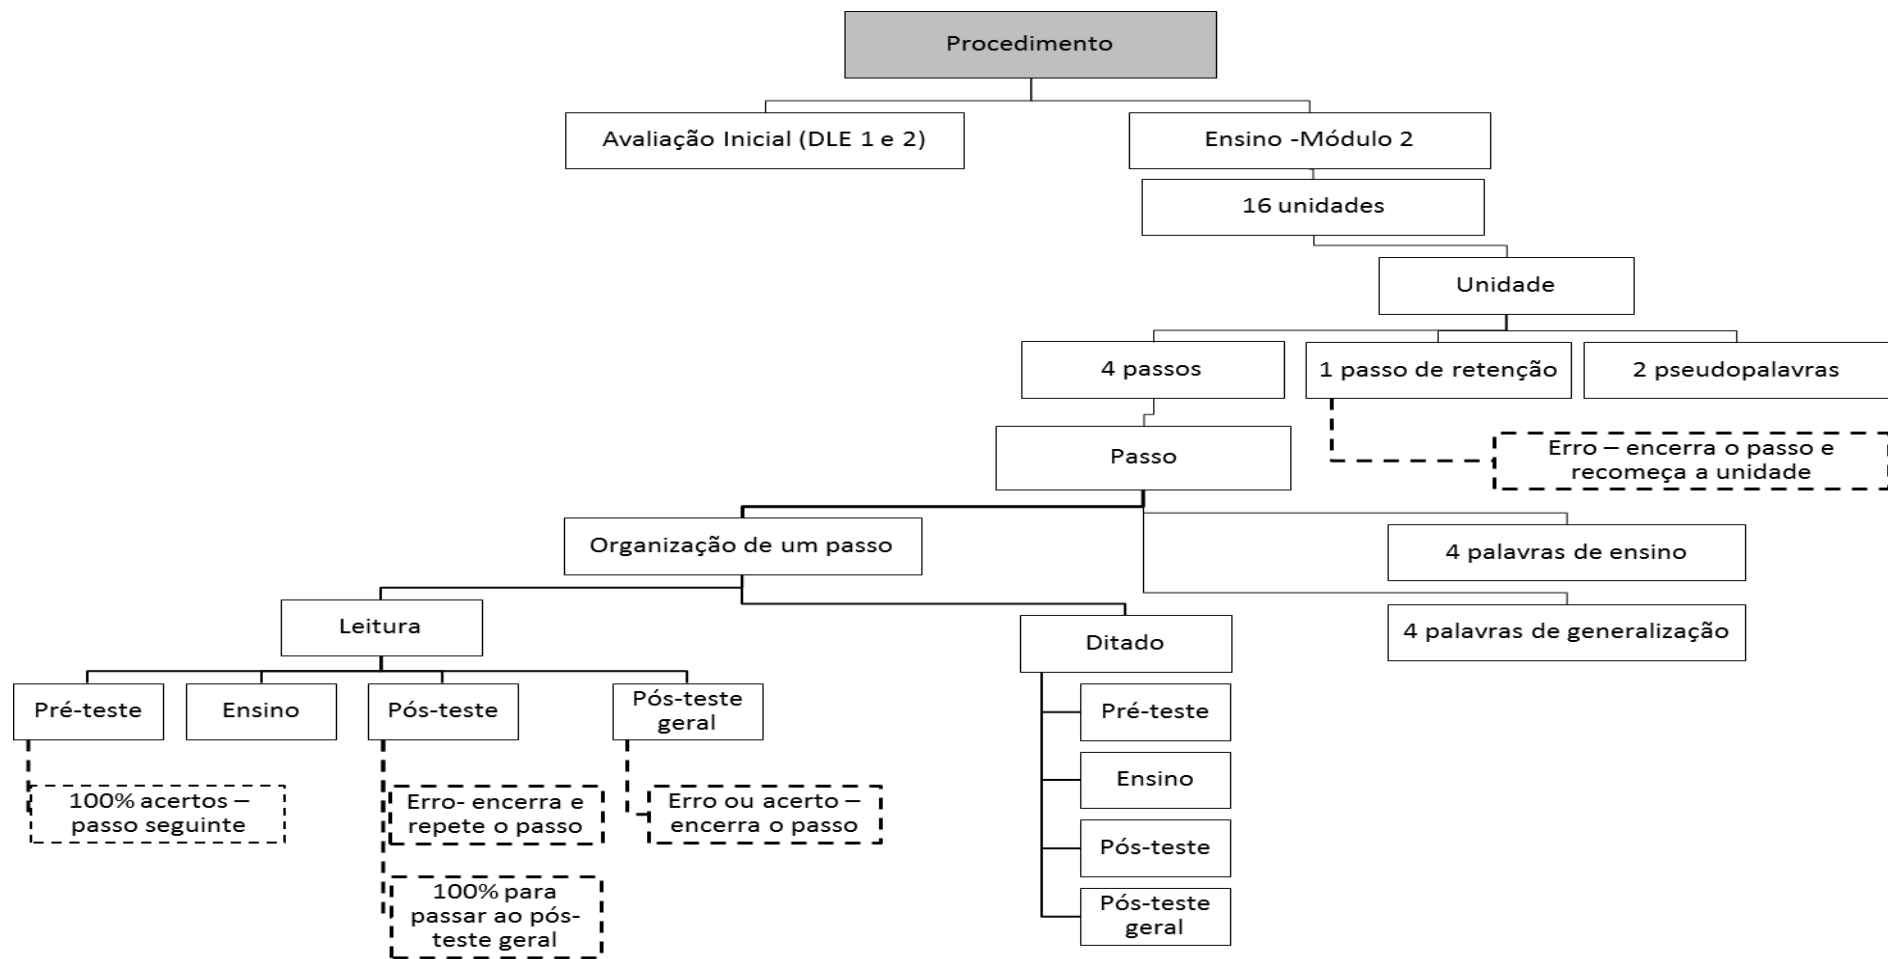 Procedimento
Avaliação Inicial (DLE 1 e 2)
Ensino -Módulo 2
16 unidades
Unidade
4 passos
1 passo de retenção
2 pseudopalavras
Passo
Erro – encerra o passo e
recomeça a unidade
Organização de um passo
4 palavras de ensino
4 palavras de generalização
Leitura
Ditado
Pré-teste
Ensino
Pós-teste
Pós-teste
geral
100% acertos –
passo seguinte
Erro- encerra e
repete o passo
Erro ou acerto –
encerra o passo
100% para
passar ao pós-
teste geral
Pré-teste
Ensino
Pós-teste
Pós-teste
geral